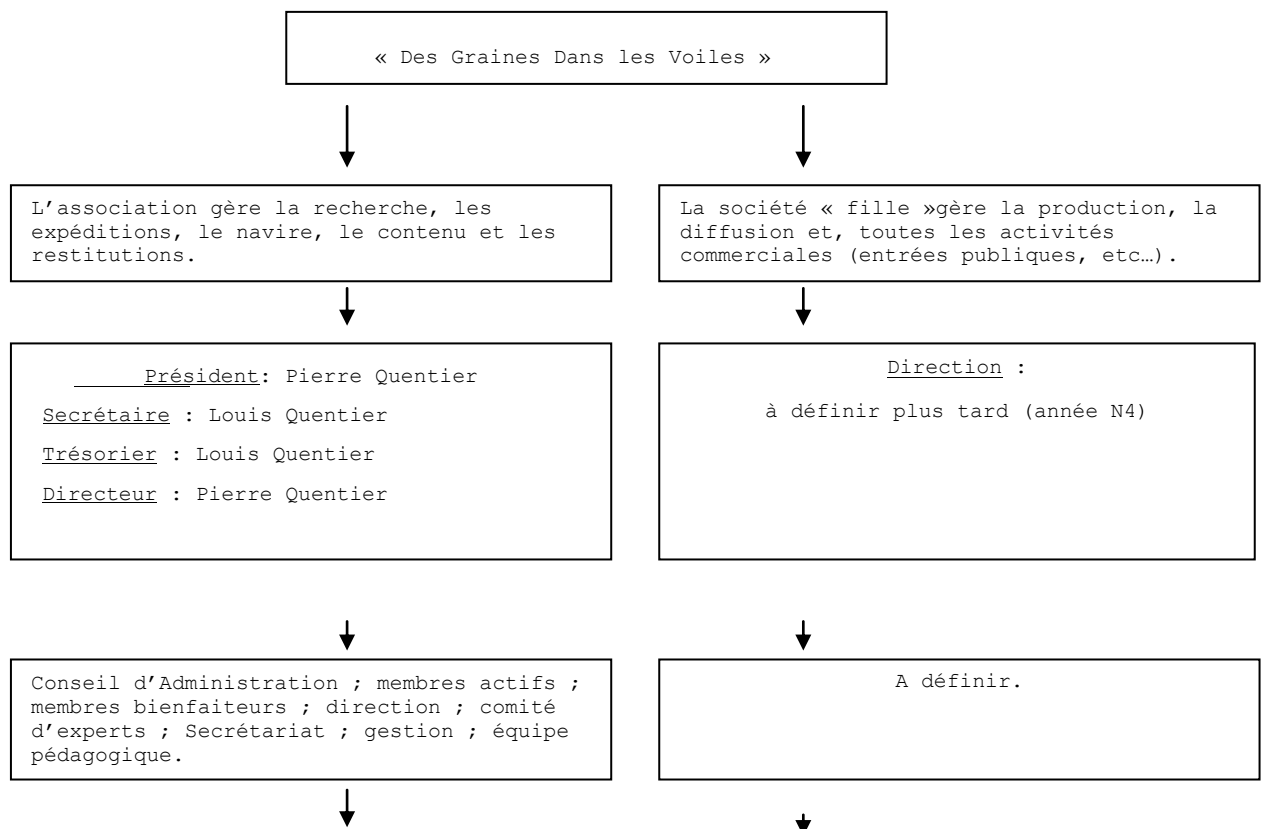 « Des Graines Dans les Voiles »
L'association gère la recherche, les
expéditions, le navire, le contenu et les
restitutions.
La société « fille »gère la production, la
diffusion et, toutes les activités
commerciales (entrées publiques, etc…).
Président: Pierre Quentier
Secrétaire : Louis Quentier
Trésorier : Louis Quentier
Directeur : Pierre Quentier
Direction :
à définir plus tard (année N4)
Conseil d'Administration ; membres actifs ;
membres bienfaiteurs ; direction ; comité
d'experts ; Secrétariat ; gestion ; équipe
pédagogique.
A définir.